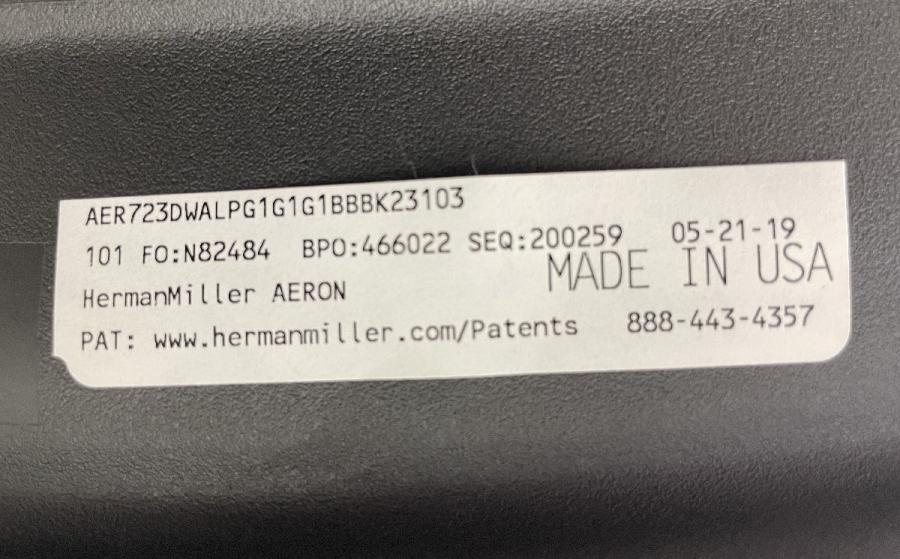 AER723DWALPG1G1G1BBBK23103
101 FO:N82484 BPO:466022 SEQ:200259 05-21-19
MADE IN USA
HermanMiller AERON
PAT: www.hermanmiller.com/Patents 888-443-4357